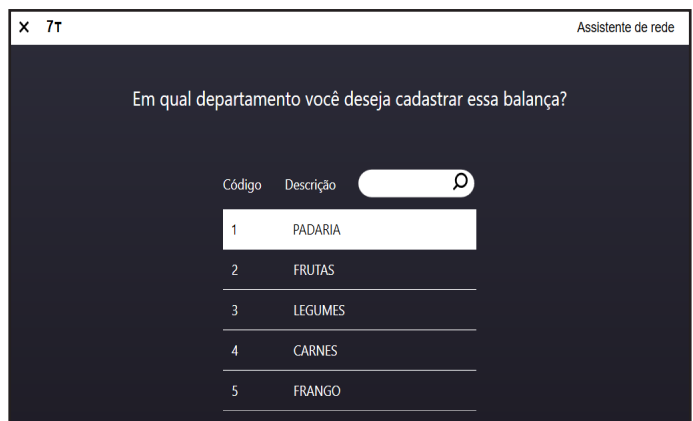 7T Assistente de rede
Em qual departamento você deseja cadastrar essa balança?
Código Descrição
1 PADARIA
2 FRUTAS
3 LEGUMES
4 CARNES
5 FRANGO